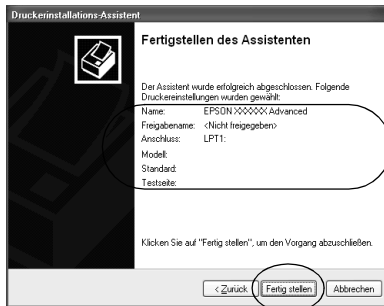 Druckerinstallations-Assistent
Fertigstellen des Assistenten
Der Assistent wurde erfolgreich abgeschlossen. Folgende
Druckereinstellungen wurden gewählt:
Name: EPSON XXXXXX Advanced
Freigabename: <Nicht freigegeben>
Anschluss: LPT1:
Modell:
Standard:
Testseite:
Klicken Sie auf "Fertig stellen", um den Vorgang abzuschließen.
< Zurück Fertig stellen Abbrechen